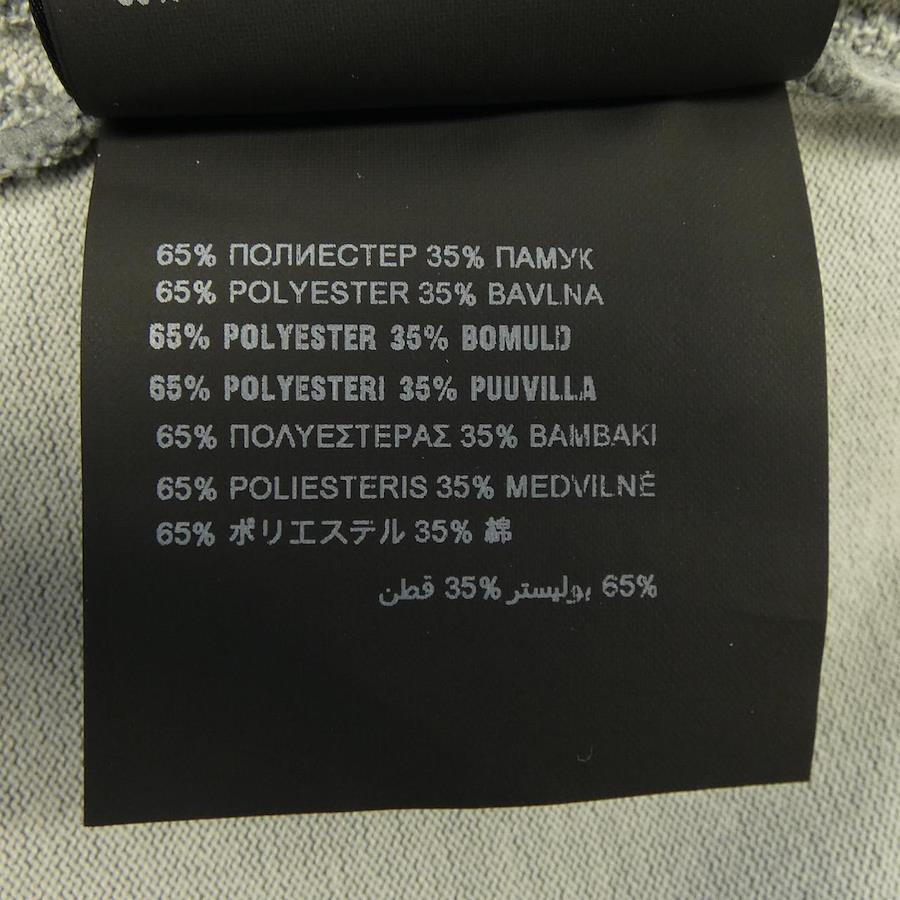 65% ПОЛИЕСТЕР 35% ПАМУК
65% POLYESTER 35% BAVLNA
65% POLYESTER 35% BOMULD
65% POLYESTERI 35% PUUVILLA
65% ΠΟΛΥΕΣΤΕΡΑΣ 35% ΒΑΜΒΑΚΙ
65% POLIESTERIS 35% MEDVILNĖ
65% ポリエステル 35% 綿
65% بوليستر 35% قطن